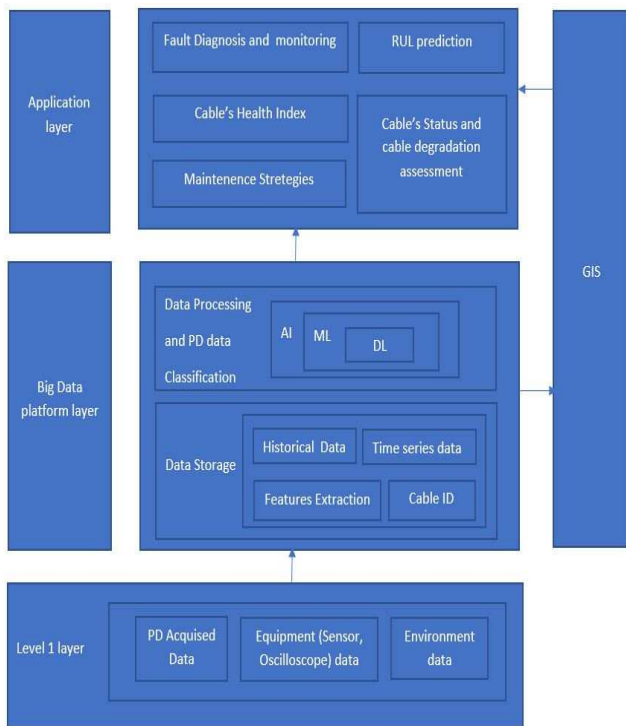 Application
layer
Fault Diagnosis and monitoring
RUL prediction
Cable's Health Index
Cable's Status and
cable degradation
assessment
Maintenence Stretegies
GIS
Big Data
platform layer
Data Processing
and PD data
Classification
AI
ML
DL
Data Storage
Historical Data
Time series data
Features Extraction
Cable ID
Level 1 layer
PD Acquised
Data
Equipment (Sensor,
Oscilloscope) data
Environment
data